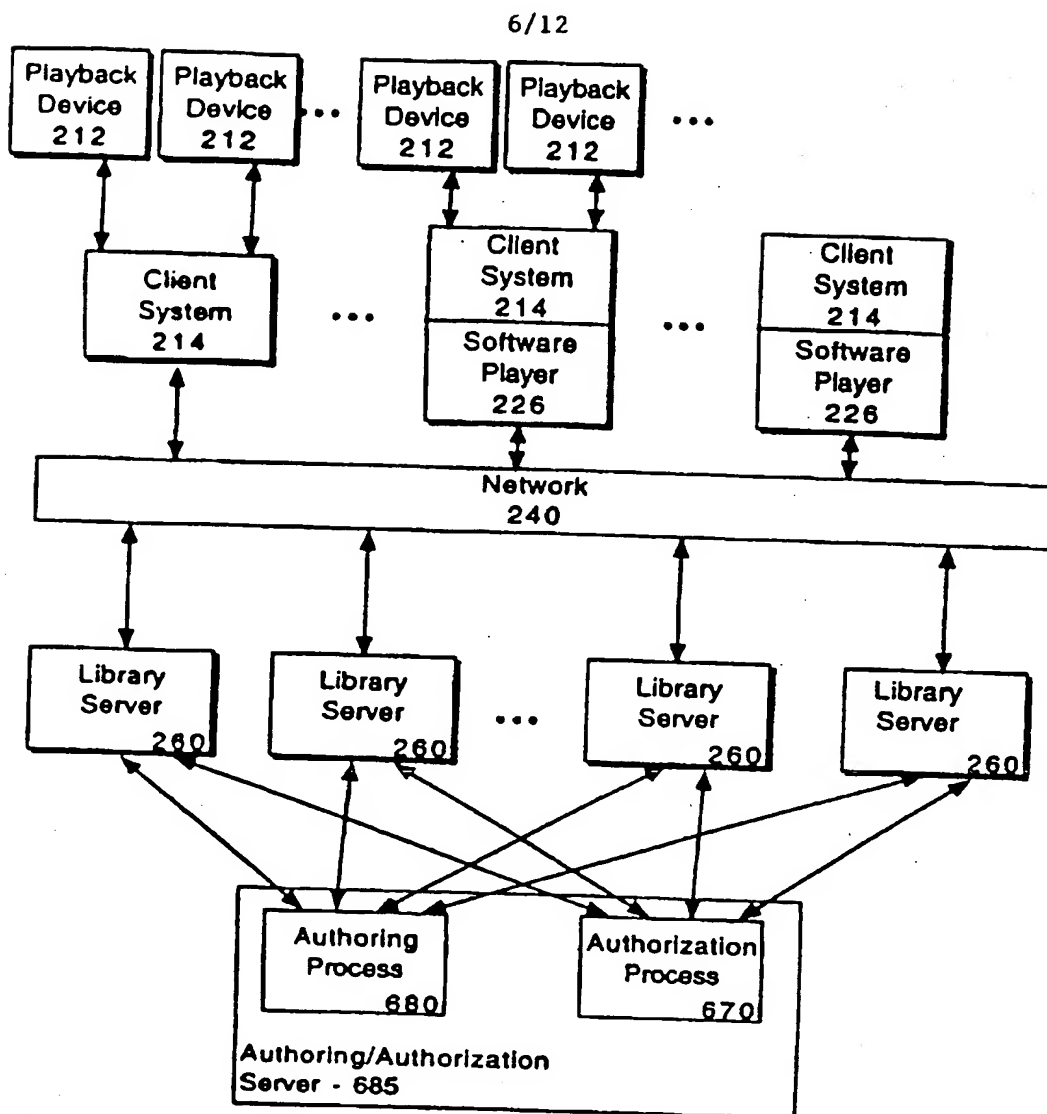 6/12
Playback
Device
212
Playback
Device
212
•••
Playback
Device
212
Playback
Device
212
•••
Client
System
214
•••
Client
System
214
Software
Player
226
•••
Client
System
214
Software
Player
226
Network
240
Library
Server
260
Library
Server
260
•••
Library
Server
260
Library
Server
260
Authoring
Process
680
Authorization
Process
670
Authoring/Authorization
Server - 685